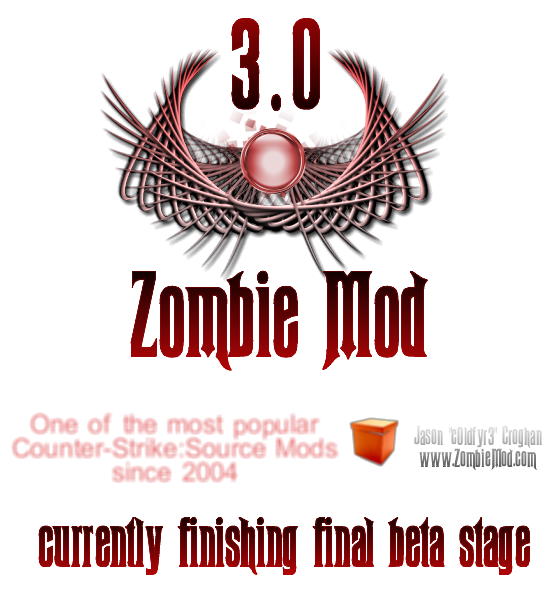 3.0
Zombie Mod
One of the most popular
Counter-Strike:Source Mods
since 2004
Jason "c0ldfyr3" Croghan
www.ZombieMod.com
currently finishing final beta stage